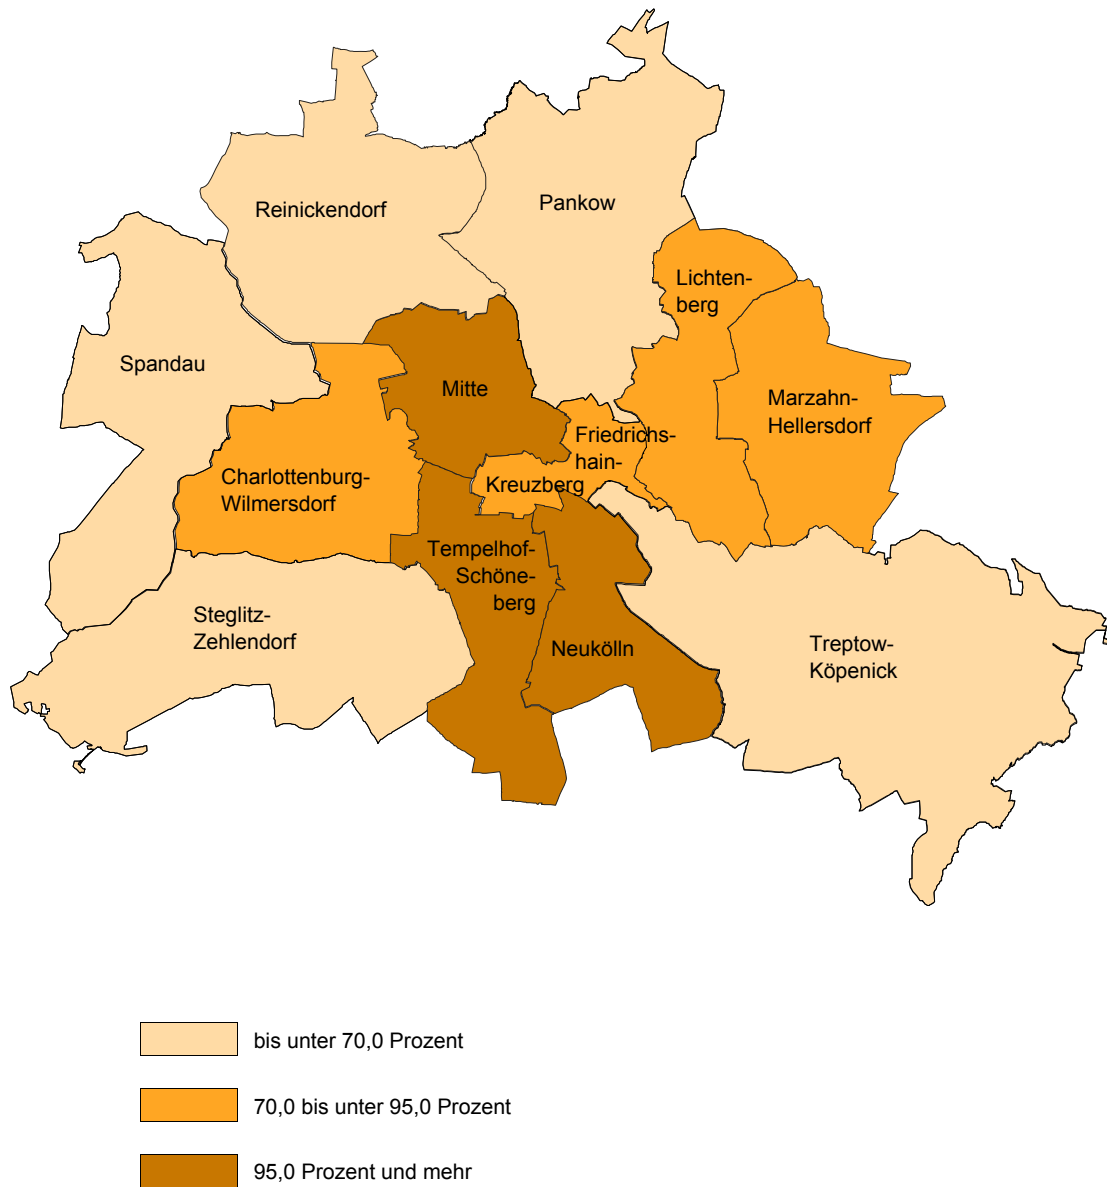 Pankow
Reinickendorf
Lichten-
berg
Spandau
Mitte
Marzahn-
Hellersdorf
Friedrichs-
hain-
Kreuzberg
Charlottenburg-
Wilmersdorf
Tempelhof-
Schöne-
berg
Steglitz-
Zehlendorf
Neukölln
Treptow-
Köpenick
bis unter 70,0 Prozent
70,0 bis unter 95,0 Prozent
95,0 Prozent und mehr